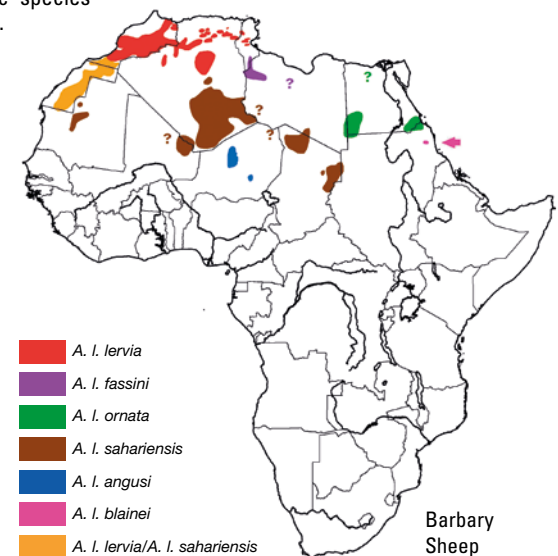 e species
.
?
?
?
?
?
A. l. lervia
A. l. fassini
A. l. ornata
A. l. sahariensis
A. l. angusi
A. l. blainei
A. l. lervia/A. l. sahariensis
Barbary
Sheep